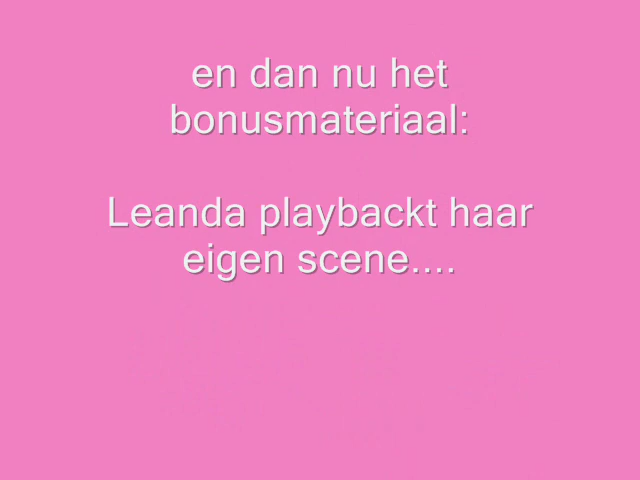 en dan nu het
bonusmateriaal:
Leanda playbackt haar
eigen scene....